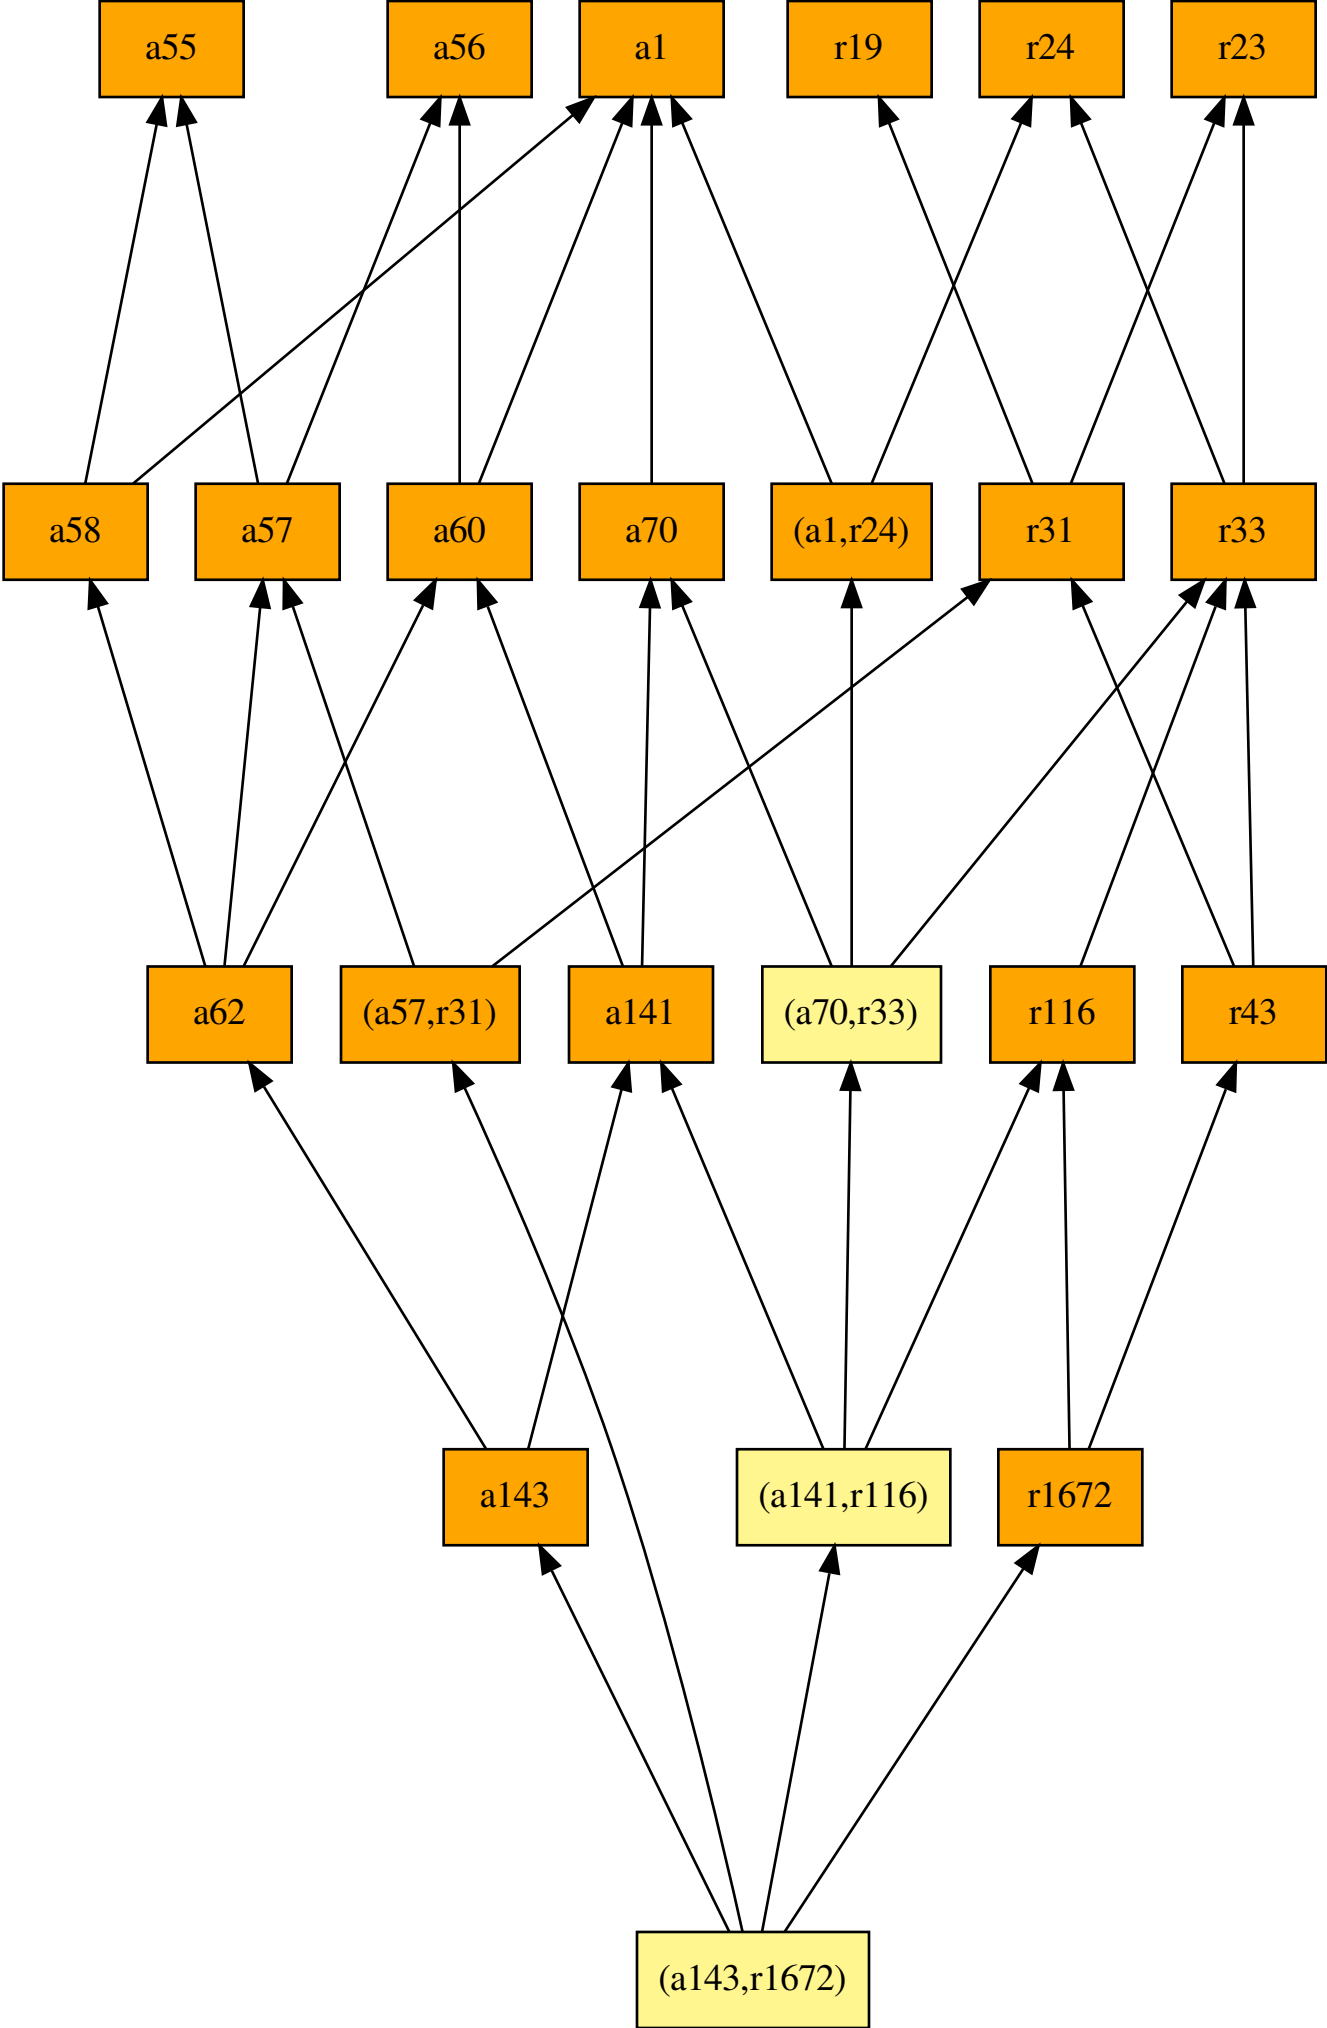 a55
a56
a1
r19
r24
r23
a58
a57
a60
a70
(a1,r24)
r31
r33
a62
(a57,r31)
a141
(a70,r33)
r116
r43
a143
(a141,r116)
r1672
(a143,r1672)